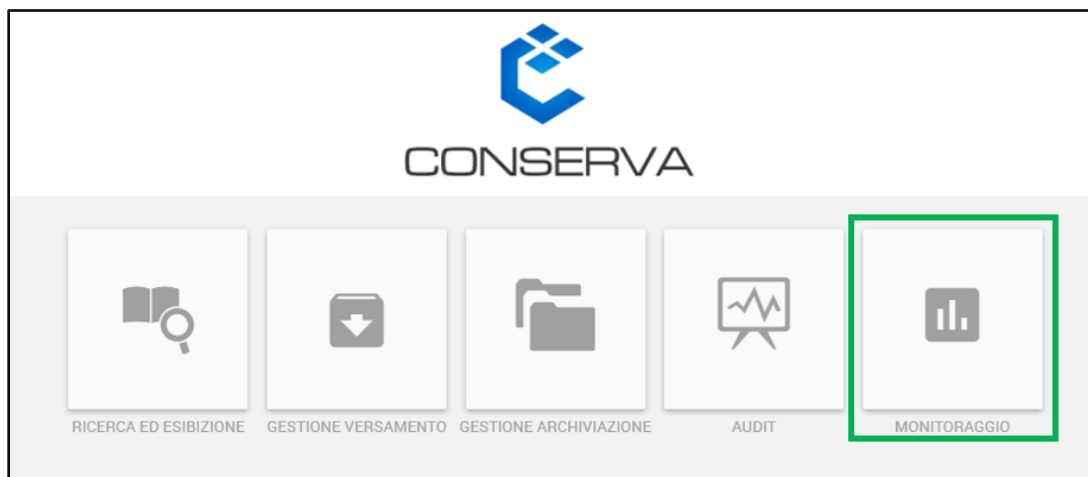 CONSERVA
RICERCA ED ESIBIZIONE
GESTIONE VERSAMENTO
GESTIONE ARCHIVIAZIONE
AUDIT
MONITORAGGIO